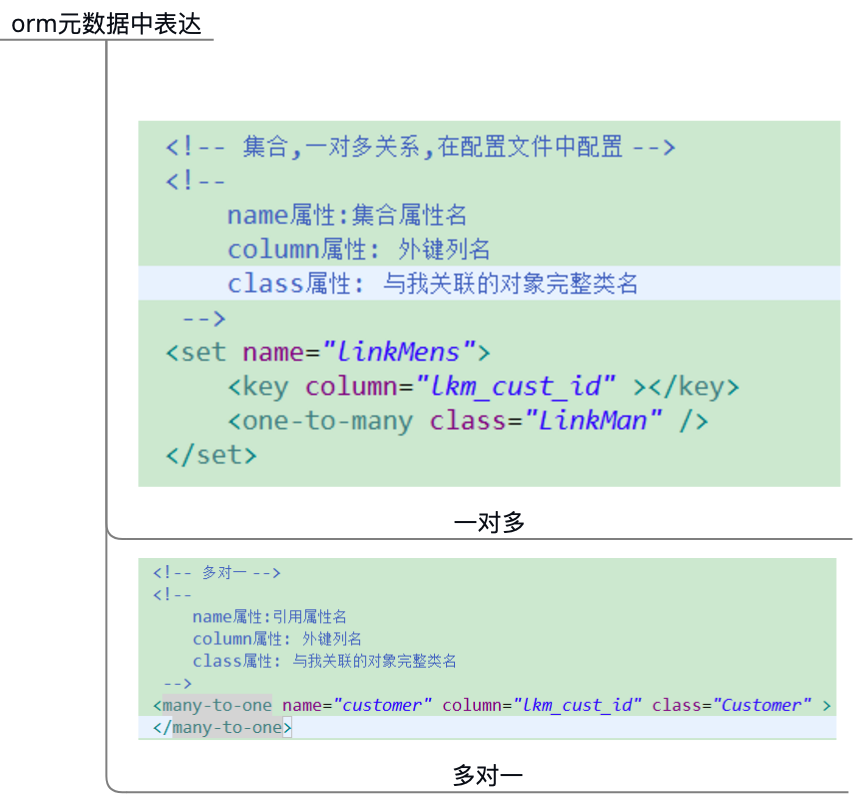 orm元数据中表达
<!-- 集合,一对多关系,在配置文件中配置 -->
<!--
name属性:集合属性名
column属性: 外键列名
class属性: 与我关联的对象完整类名
-->
<set name="linkMens">
<key column="lkm_cust_id" ></key>
<one-to-many class="LinkMan" />
</set>
一对多
<!-- 多对一 -->
<!--
name属性:引用属性名
column属性: 外键列名
class属性: 与我关联的对象完整类名
-->
<many-to-one name="customer" column="lkm_cust_id" class="Customer" >
</many-to-one>
多对一